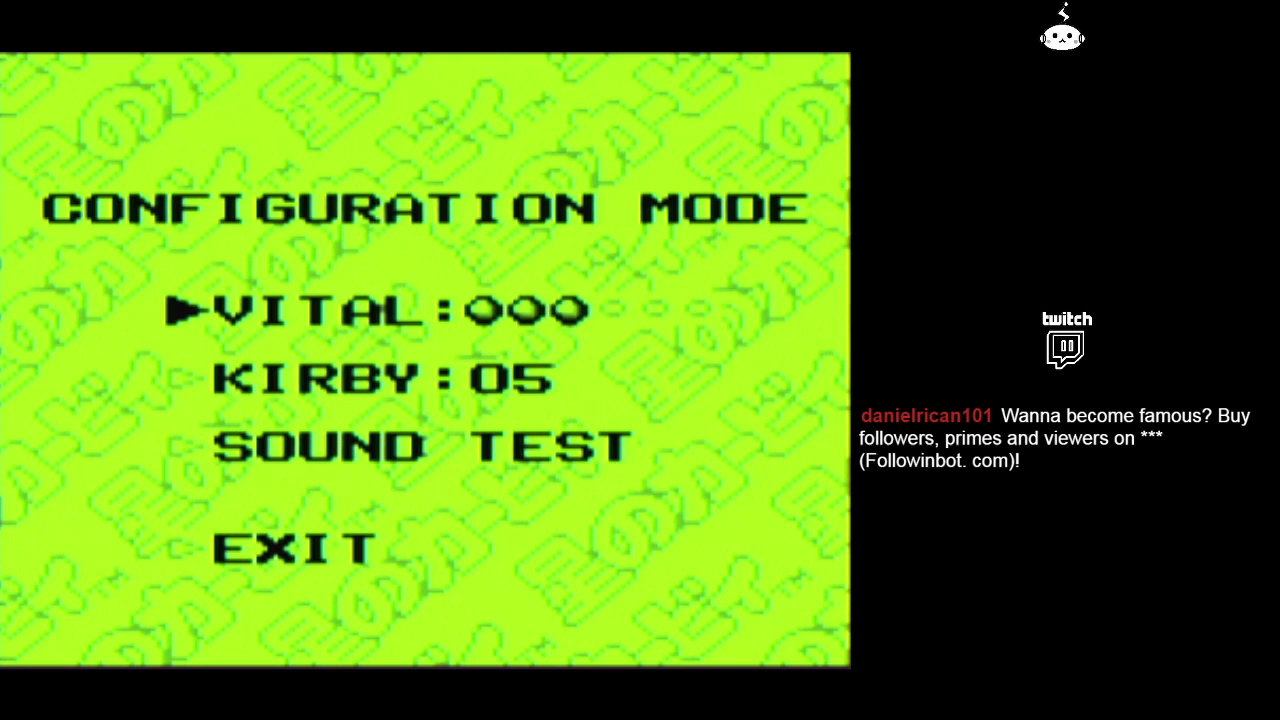 CONFIGURATION MODE
VITAL:
KIRBY:05
SOUND TEST
EXIT
twitch
danielrican101 Wanna become famous? Buy
followers, primes and viewers on ***
(Followinbot. com)!